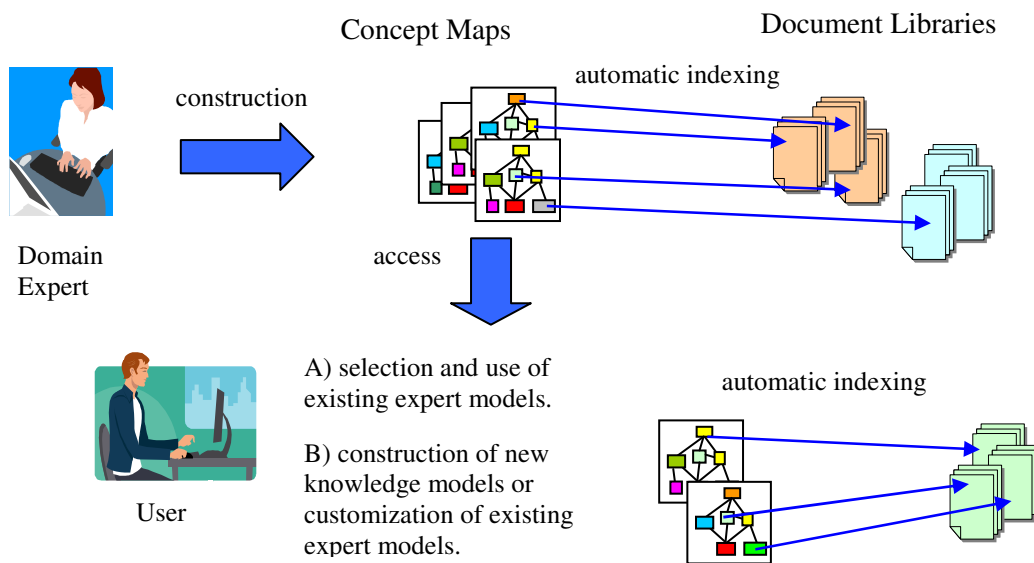 Concept Maps
Document Libraries
automatic indexing
construction
Domain
Expert
access
A) selection and use of
existing expert models.
B) construction of new
knowledge models or
customization of existing
expert models.
automatic indexing
User